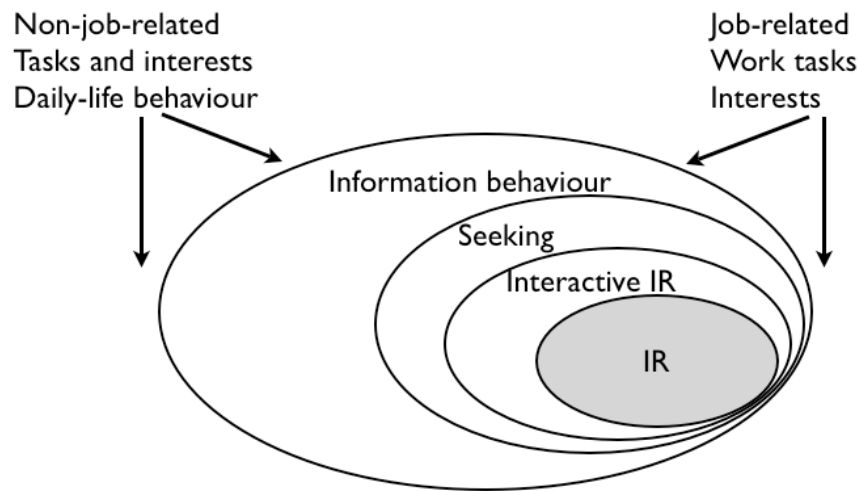 Non-job-related
Tasks and interests
Daily-life behaviour
Job-related
Work tasks
Interests
Information behaviour
Seeking
Interactive IR
IR